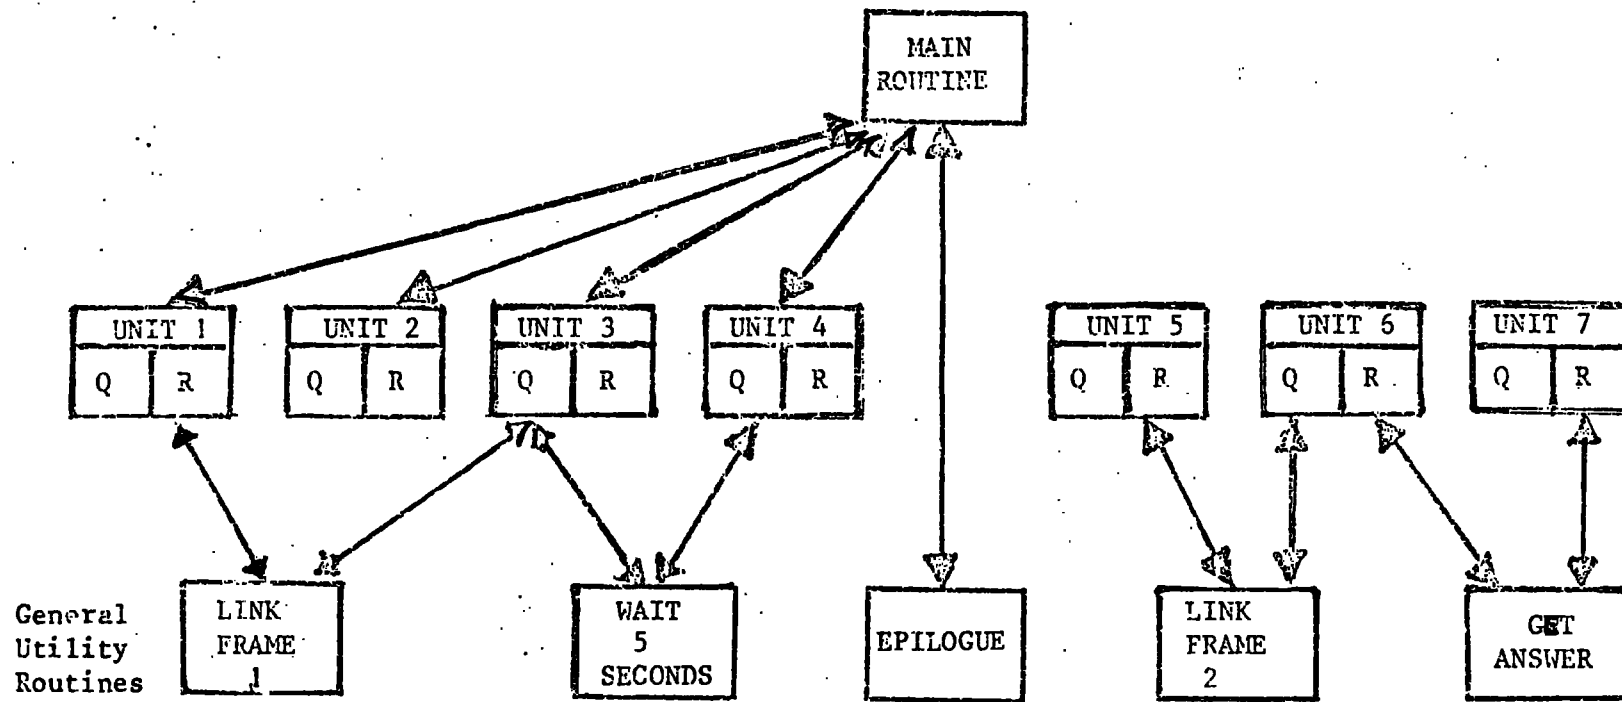 MAIN
ROUTINE
UNIT 1 UNIT 2 UNIT 3 UNIT 4 UNIT 5 UNIT 6 UNIT 7
Q R Q R Q R Q R Q R Q R Q R
General
Utility
Routines
LINK
FRAME
1
WAIT
5
SECONDS
EPILOGUE
LINK
FRAME
2
GET
ANSWER